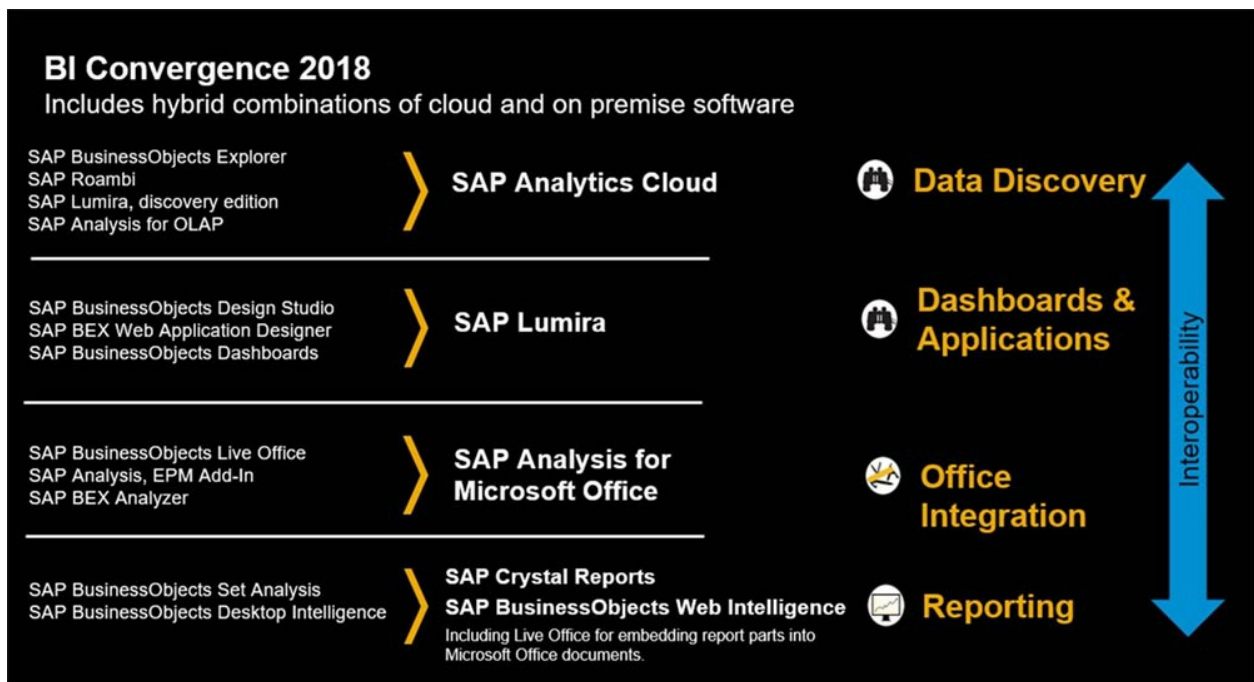 BI Convergence 2018
Includes hybrid combinations of cloud and on premise software
SAP BusinessObjects Explorer
SAP Roambi
SAP Lumira, discovery edition
SAP Analysis for OLAP
SAP Analytics Cloud
Data Discovery
SAP BusinessObjects Design Studio
SAP BEX Web Application Designer
SAP BusinessObjects Dashboards
SAP Lumira
Dashboards &
Applications
SAP BusinessObjects Live Office
SAP Analysis, EPM Add-In
SAP BEX Analyzer
SAP Analysis for
Microsoft Office
Office
Integration
SAP BusinessObjects Set Analysis
SAP BusinessObjects Desktop Intelligence
SAP Crystal Reports
SAP BusinessObjects Web Intelligence
Including Live Office for embedding report parts into
Microsoft Office documents.
Reporting
Interoperability